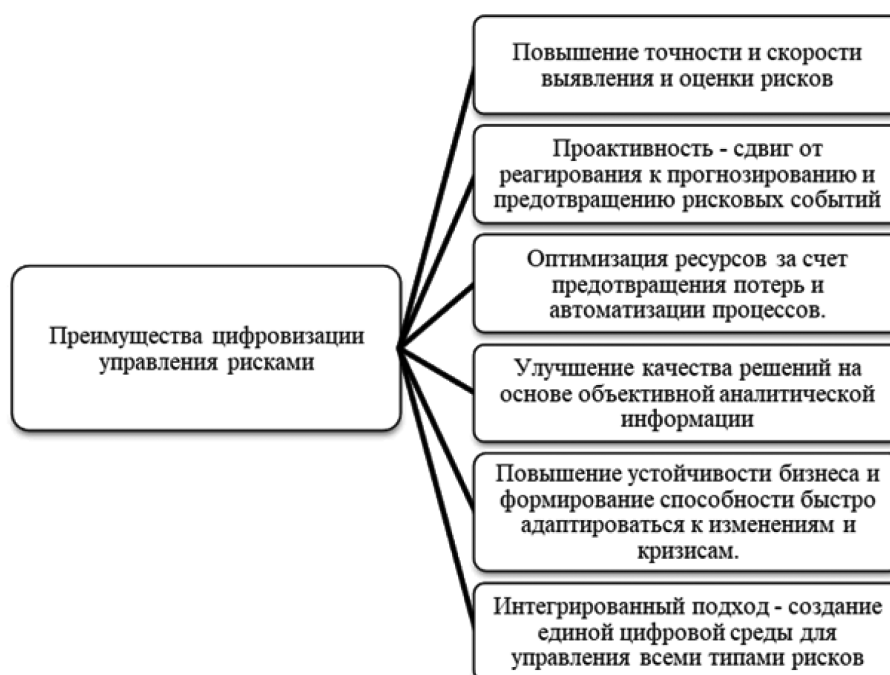 Преимущества цифровизации
управления рисками
Повышение точности и скорости
выявления и оценки рисков
Проактивность - сдвиг от
реагирования к прогнозированию и
предотвращению рисковых событий
Оптимизация ресурсов за счет
предотвращения потерь и
автоматизации процессов.
Улучшение качества решений на
основе объективной аналитической
информации
Повышение устойчивости бизнеса и
формирование способности быстро
адаптироваться к изменениям и
кризисам.
Интегрированный подход - создание
единой цифровой среды для
управления всеми типами рисков